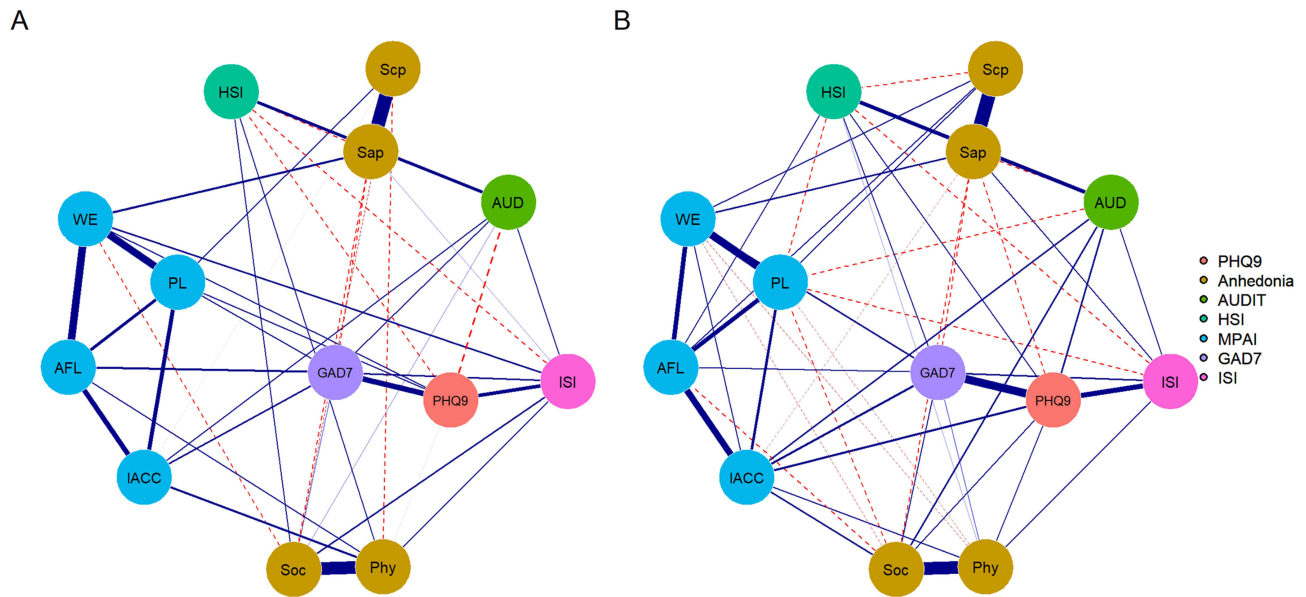 A
B
Scp
HSI
Sap
AUD
WE
PL
AFL
GAD7
PHQ9
ISI
IACC
Soc
Phy
Scp
HSI
Sap
AUD
WE
PL
AFL
GAD7
PHQ9
ISI
IACC
Soc
Phy
PHQ9
Anhedonia
AUDIT
HSI
MPAI
GAD7
ISI